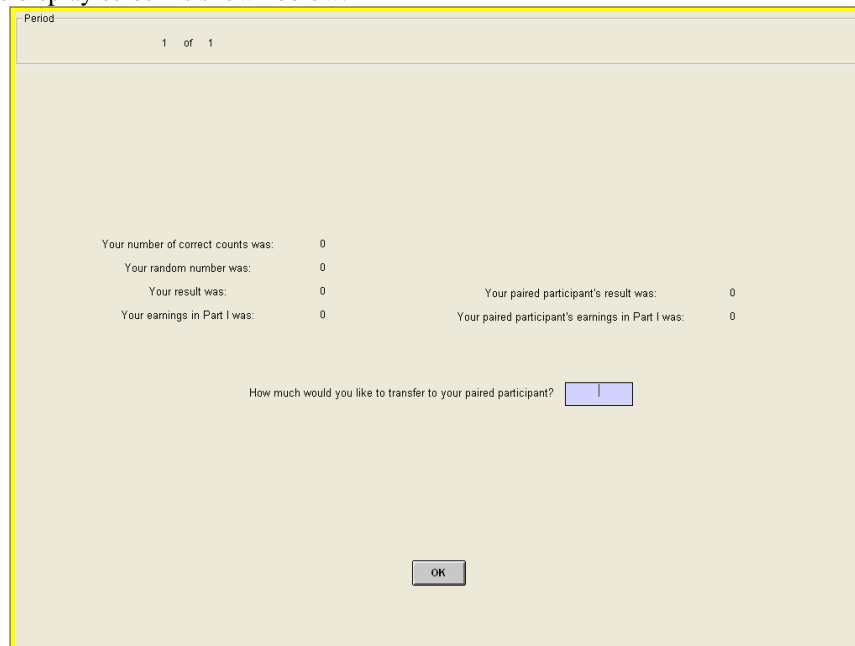 Period
1 of 1
Your number of correct counts was: 0
Your random number was: 0
Your result was: 0
Your paired participant's result was: 0
Your earnings in Part I was: 0
Your paired participant's earnings in Part I was: 0
How much would you like to transfer to your paired participant?
OK